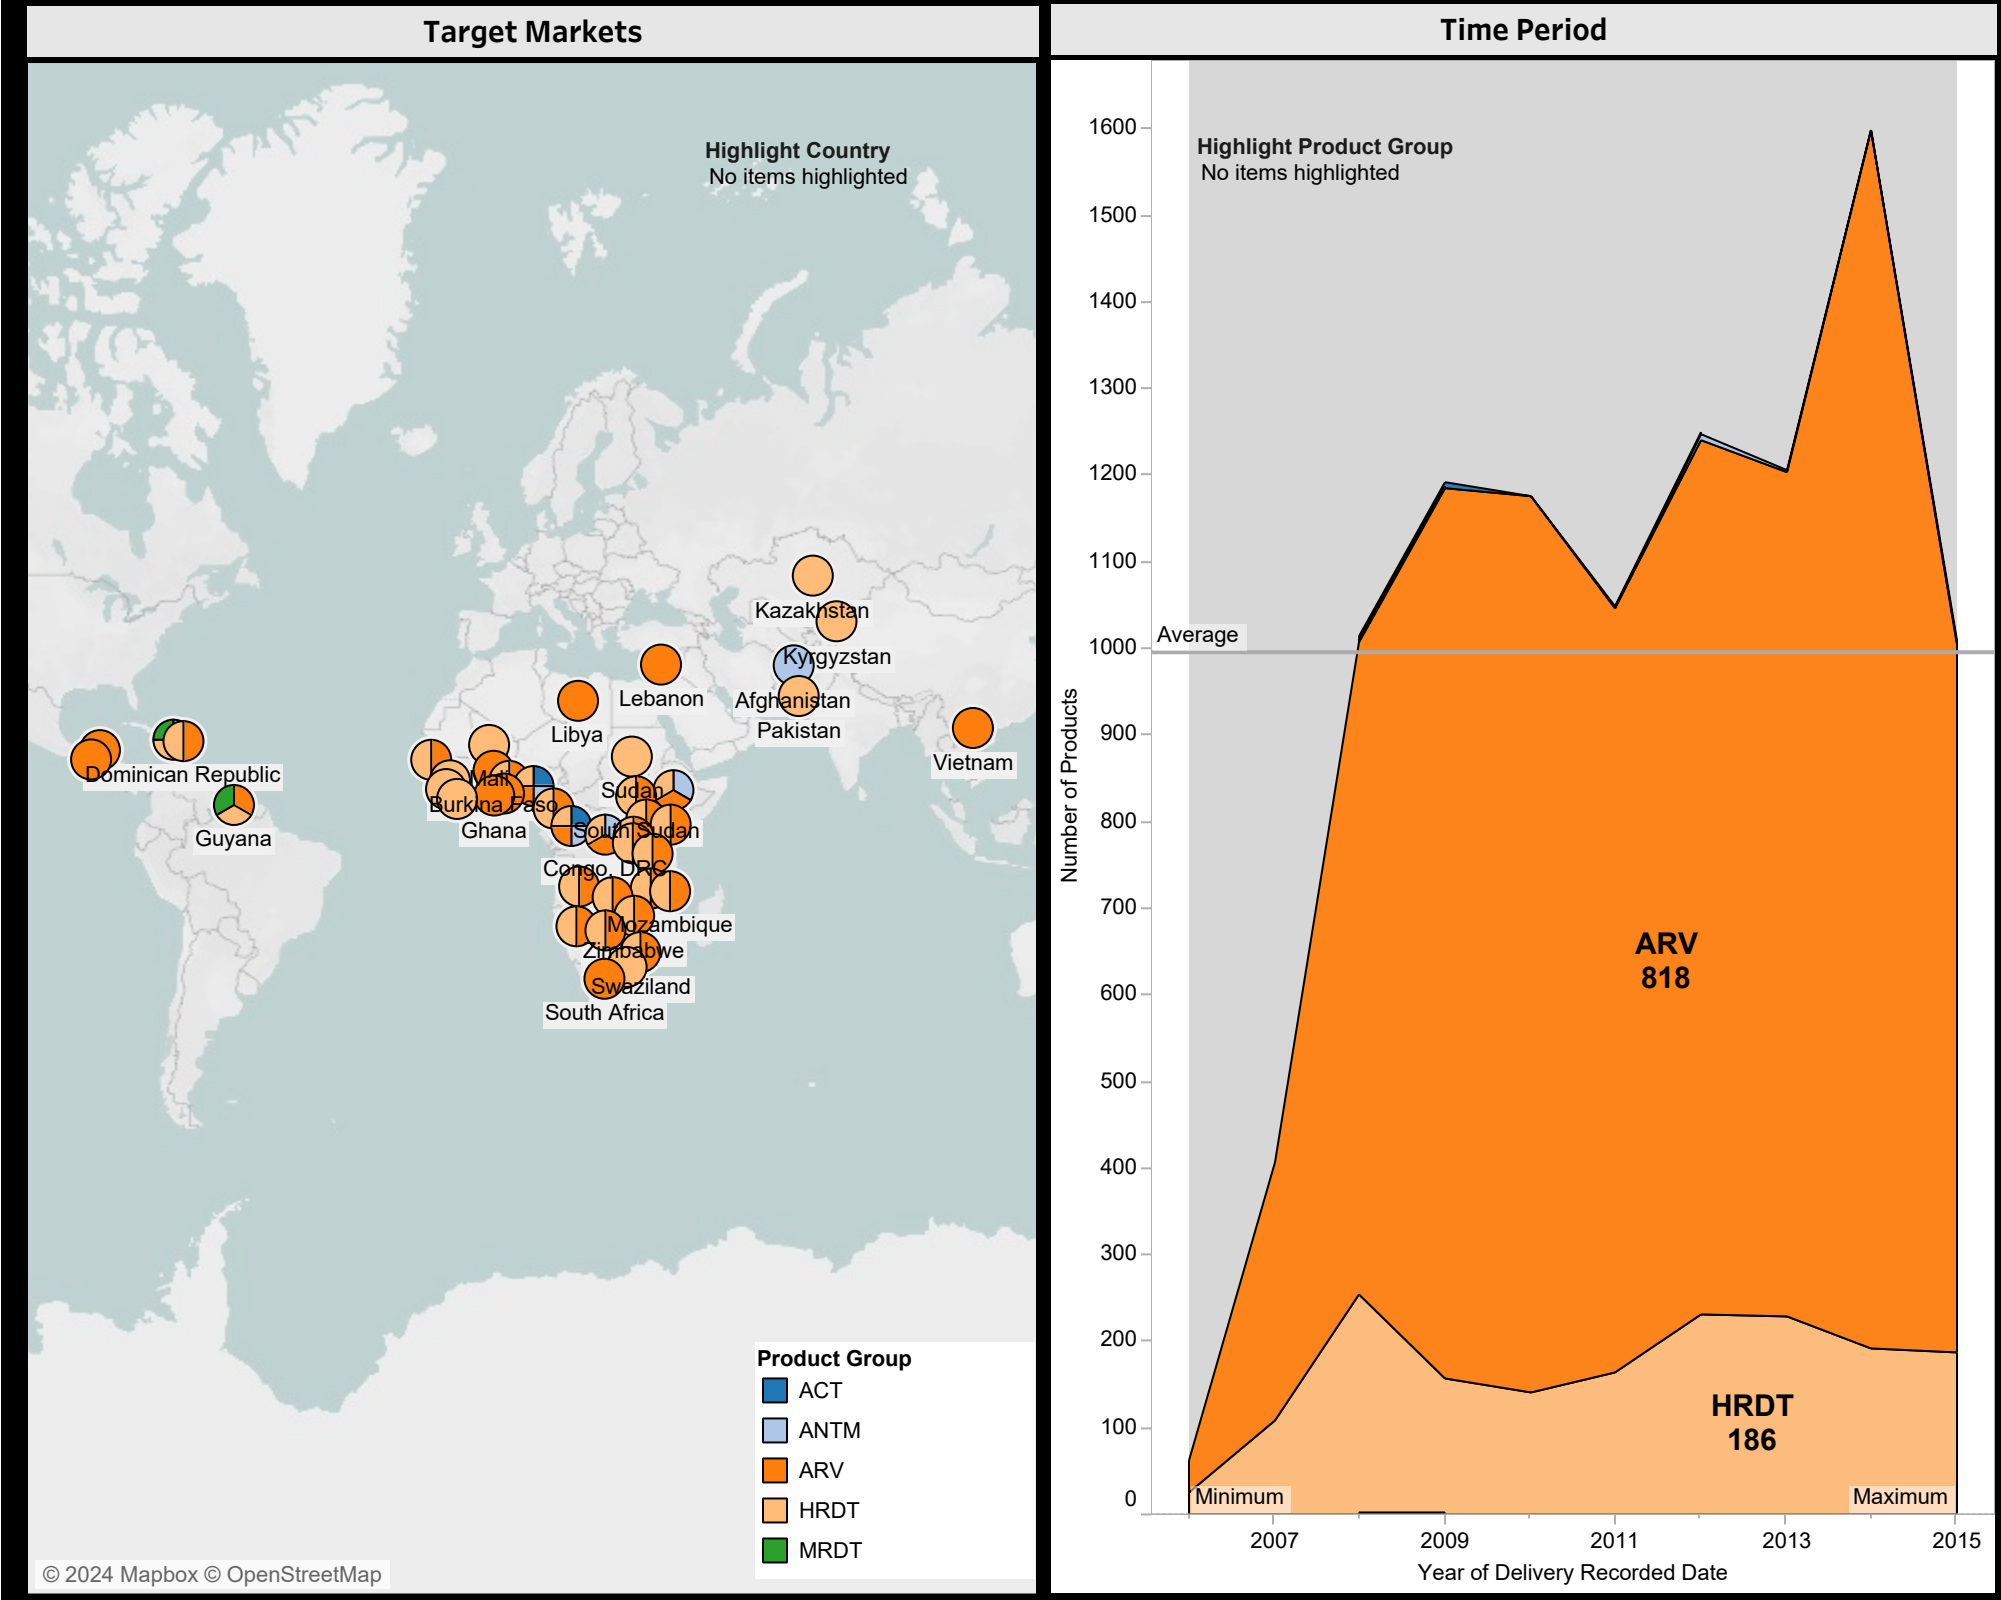 Target Markets
Highlight Country
No items highlighted
Kazakhstan
Kyrgyzstan
Lebanon
Afghanistan
Libya
Pakistan
Vietnam
Dominican Republic
Mali
Sudan
Burkina Faso
Ghana
South Sudan
Guyana
Congo, DRC
Mozambique
Zimbabwe
Swaziland
South Africa
Product Group
ACT
ANTM
ARV
HRDT
MRDT
© 2024 Mapbox © OpenStreetMap
Time Period
Highlight Product Group
No items highlighted
1600
1500
1400
1300
1200
1100
1000
900
800
700
600
500
400
300
200
100
0
Number of Products
Average
ARV
818
HRDT
186
Minimum
Maximum
2007
2009
2011
2013
2015
Year of Delivery Recorded Date